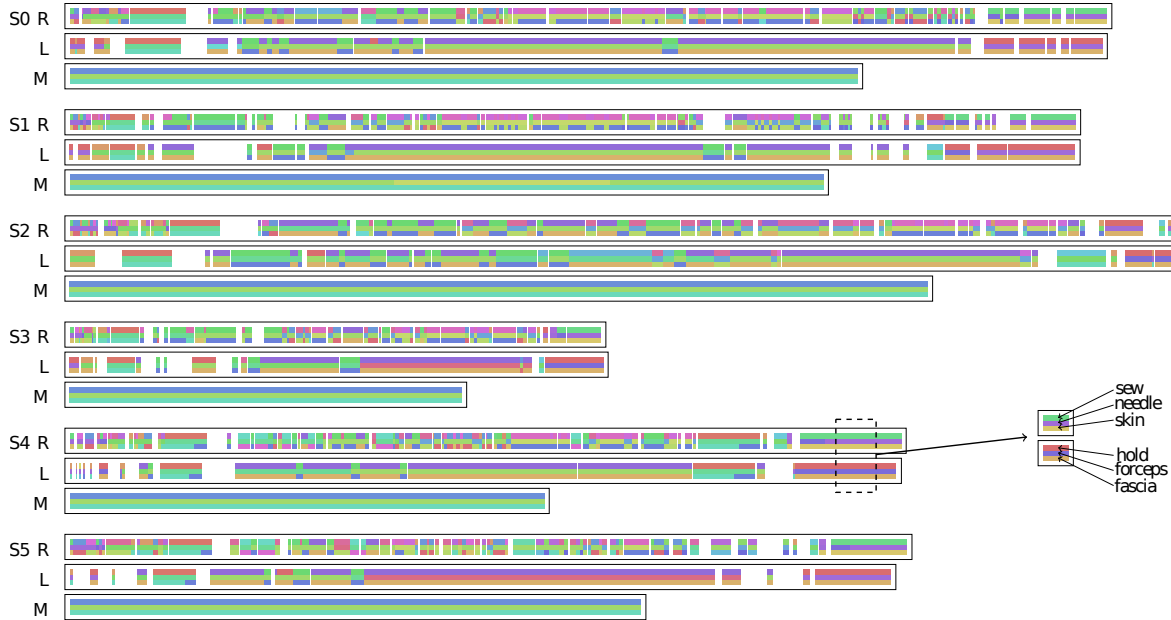 S0 R
L
M
S1 R
L
M
S2 R
L
M
S3 R
L
M
sew
needle
skin
S4 R
hold
L
forceps
fascia
M
S5 R
L
M